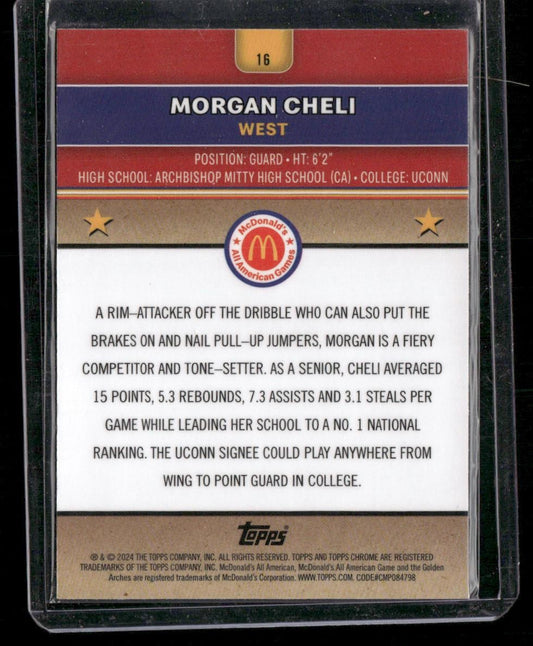 16
MORGAN CHELI
WEST
POSITION: GUARD • HT: 6'2"
HIGH SCHOOL: ARCHBISHOP MITTY HIGH SCHOOL (CA) • COLLEGE: UCONN
McDonald's
All American Games
A RIM-ATTACKER OFF THE DRIBBLE WHO CAN ALSO PUT THE
BRAKES ON AND NAIL PULL-UP JUMPERS, MORGAN IS A FIERY
COMPETITOR AND TONE-SETTER. AS A SENIOR, CHELI AVERAGED
15 POINTS, 5.3 REBOUNDS, 7.3 ASSISTS AND 3.1 STEALS PER
GAME WHILE LEADING HER SCHOOL TO A NO. 1 NATIONAL
RANKING. THE UCONN SIGNEE COULD PLAY ANYWHERE FROM
WING TO POINT GUARD IN COLLEGE.
Topps®
® & © 2024 THE TOPPS COMPANY, INC. ALL RIGHTS RESERVED. TOPPS AND TOPPS CHROME ARE REGISTERED
TRADEMARKS OF THE TOPPS COMPANY, INC. McDonald's All American, McDonald's All American Game and the Golden
Arches are registered trademarks of McDonald's Corporation. WWW.TOPPS.COM. CODE#CMP084798